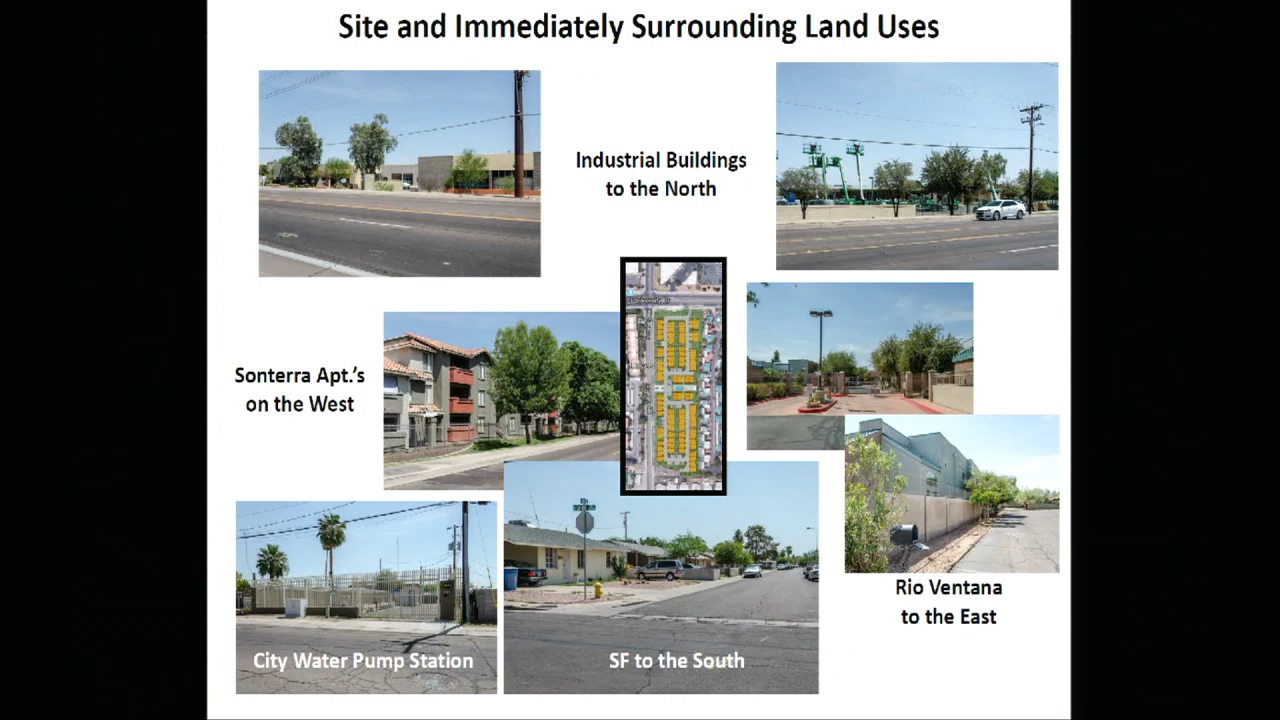 Site and Immediately Surrounding Land Uses
Industrial Buildings
to the North
Sonterra Apt.'s
on the West
Rio Ventana
to the East
City Water Pump Station
SF to the South